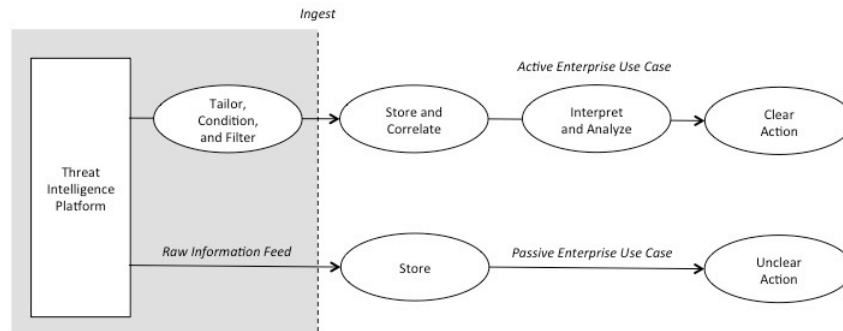 Ingest
Active Enterprise Use Case
Tailor,
Condition,
and Filter
Store and
Correlate
Interpret
and Analyze
Clear
Action
Threat
Intelligence
Platform
Raw Information Feed
Store
Passive Enterprise Use Case
Unclear
Action